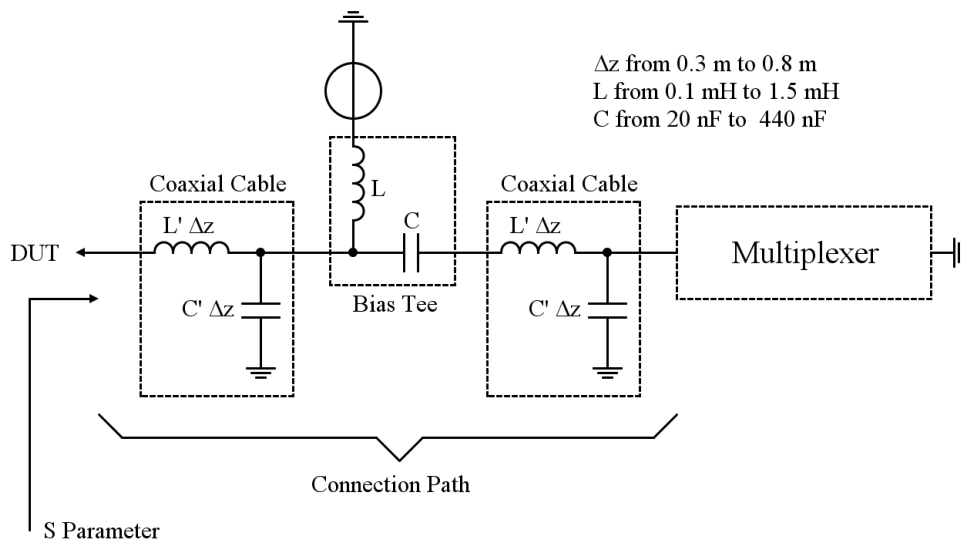 Δz from 0.3 m to 0.8 m
L from 0.1 mH to 1.5 mH
C from 20 nF to 440 nF
Coaxial Cable
L
Coaxial Cable
L' Δz
C
L' Δz
DUT
Multiplexer
C' Δz
Bias Tee
C' Δz
Connection Path
S Parameter